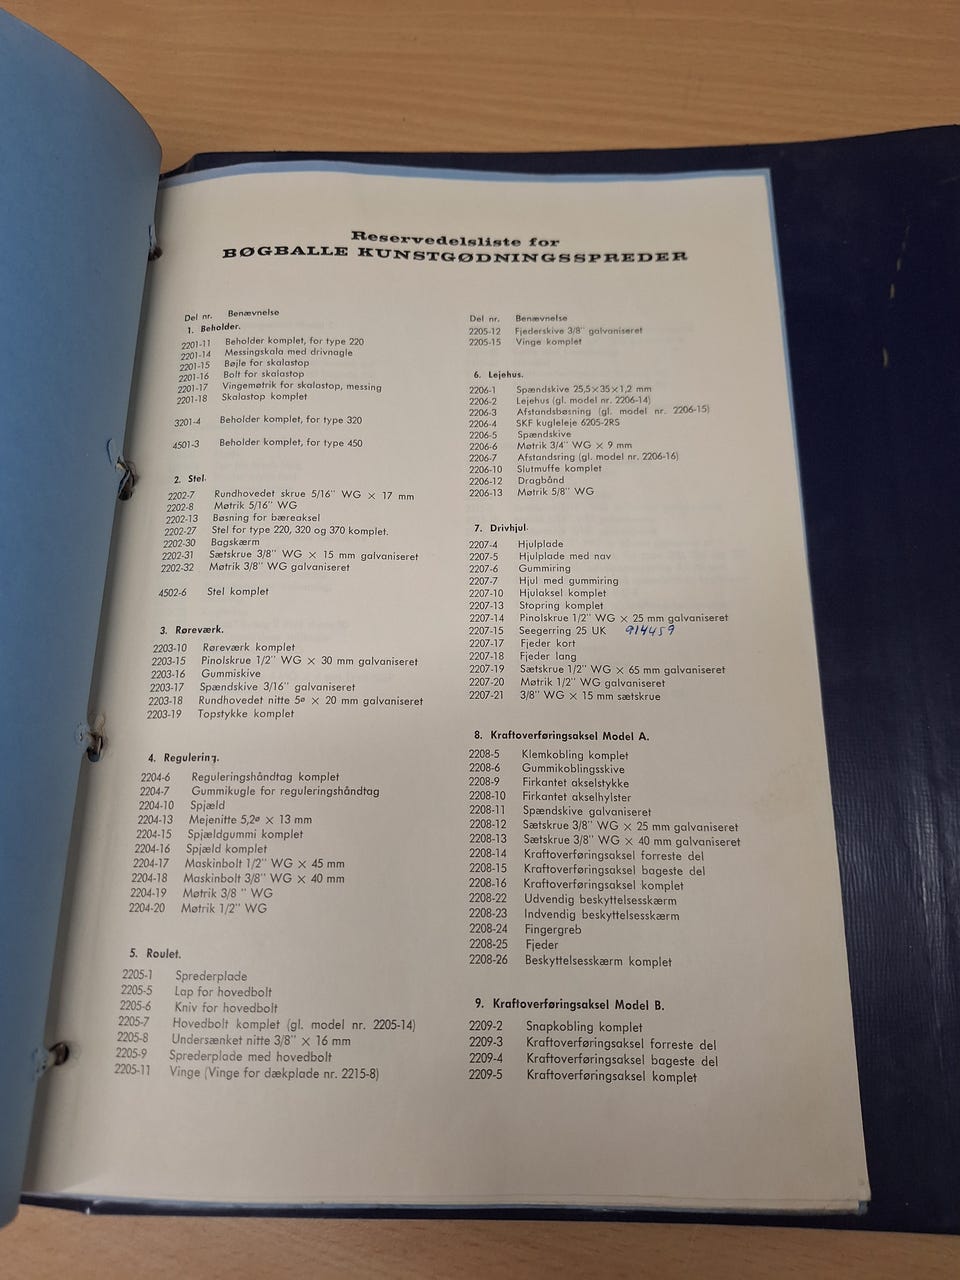 Reservedelsliste for
BØGBALLE KUNSTGØDNINGSSPREDER
Del nr. Benævnelse
1. Beholder.
2201-11 Beholder komplet, for type 220
2201-14 Messingskala med drivnagle
2201-15 Bøjle for skalastop
2201-16 Bolt for skalastop
2201-17 Vingemøtrik for skalastop, messing
2201-18 Skalastop komplet
3201-4 Beholder komplet, for type 320
4501-3 Beholder komplet, for type 450
2. Stel.
2202-7 Rundhovedet skrue 5/16" WG × 17 mm
2202-8 Møtrik 5/16" WG
2202-13 Bøsning for bæreaksel
2202-27 Stel for type 220, 320 og 370 komplet.
2202-30 Bagskærm
2202-31 Sætskrue 3/8" WG × 15 mm galvaniseret
2202-32 Møtrik 3/8" WG galvaniseret
4502-6 Stel komplet
3. Røreværk.
2203-10 Røreværk komplet
2203-15 Pinolskrue 1/2" WG × 30 mm galvaniseret
2203-16 Gummiskive
2203-17 Spændskive 3/16" galvaniseret
2203-18 Rundhovedet nitte 5ø × 20 mm galvaniseret
2203-19 Topstykke komplet
4. Regulering.
2204-6 Reguleringshåndtag komplet
2204-7 Gummikugle for reguleringshåndtag
2204-10 Spjæld
2204-13 Mejenitte 5,2ø × 13 mm
2204-15 Spjældgummi komplet
2204-16 Spjæld komplet
2204-17 Maskinbolt 1/2" WG × 45 mm
2204-18 Maskinbolt 3/8" WG × 40 mm
2204-19 Møtrik 3/8 " WG
2204-20 Møtrik 1/2" WG
5. Roulet.
2205-1 Sprederplade
2205-5 Lap for hovedbolt
2205-6 Kniv for hovedbolt
2205-7 Hovedbolt komplet (gl. model nr. 2205-14)
2205-8 Undersænket nitte 3/8" × 16 mm
2205-9 Sprederplade med hovedbolt
2205-11 Vinge (Vinge for dækplade nr. 2215-8)
Del nr. Benævnelse
2205-12 Fjederskive 3/8" galvaniseret
2205-15 Vinge komplet
6. Lejehus.
2206-1 Spændskive 25,5×35×1,2 mm
2206-2 Lejehus (gl. model nr. 2206-14)
2206-3 Afstandsbøsning (gl. model nr. 2206-15)
2206-4 SKF kugleleje 6205-2RS
2206-5 Spændskive
2206-6 Møtrik 3/4" WG × 9 mm
2206-7 Afstandsring (gl. model nr. 2206-16)
2206-10 Slutmuffe komplet
2206-12 Dragbånd
2206-13 Møtrik 5/8" WG
7. Drivhjul.
2207-4 Hjulplade
2207-5 Hjulplade med nav
2207-6 Gummiring
2207-7 Hjul med gummiring
2207-10 Hjulaksel komplet
2207-13 Stopring komplet
2207-14 Pinolskrue 1/2" WG × 25 mm galvaniseret
2207-15 Seegerring 25 UK 914459
2207-17 Fjeder kort
2207-18 Fjeder lang
2207-19 Sætskrue 1/2" WG × 65 mm galvaniseret
2207-20 Møtrik 1/2" WG galvaniseret
2207-21 3/8" WG × 15 mm sætskrue
8. Kraftoverføringsaksel Model A.
2208-5 Klemkobling komplet
2208-6 Gummikoblingsskive
2208-9 Firkantet akselstykke
2208-10 Firkantet akselhylster
2208-11 Spændskive galvaniseret
2208-12 Sætskrue 3/8" WG × 25 mm galvaniseret
2208-13 Sætskrue 3/8" WG × 40 mm galvaniseret
2208-14 Kraftoverføringsaksel forreste del
2208-15 Kraftoverføringsaksel bageste del
2208-16 Kraftoverføringsaksel komplet
2208-22 Udvendig beskyttelsesskærm
2208-23 Indvendig beskyttelsesskærm
2208-24 Fingergreb
2208-25 Fjeder
2208-26 Beskyttelsesskærm komplet
9. Kraftoverføringsaksel Model B.
2209-2 Snapkobling komplet
2209-3 Kraftoverføringsaksel forreste del
2209-4 Kraftoverføringsaksel bageste del
2209-5 Kraftoverføringsaksel komplet